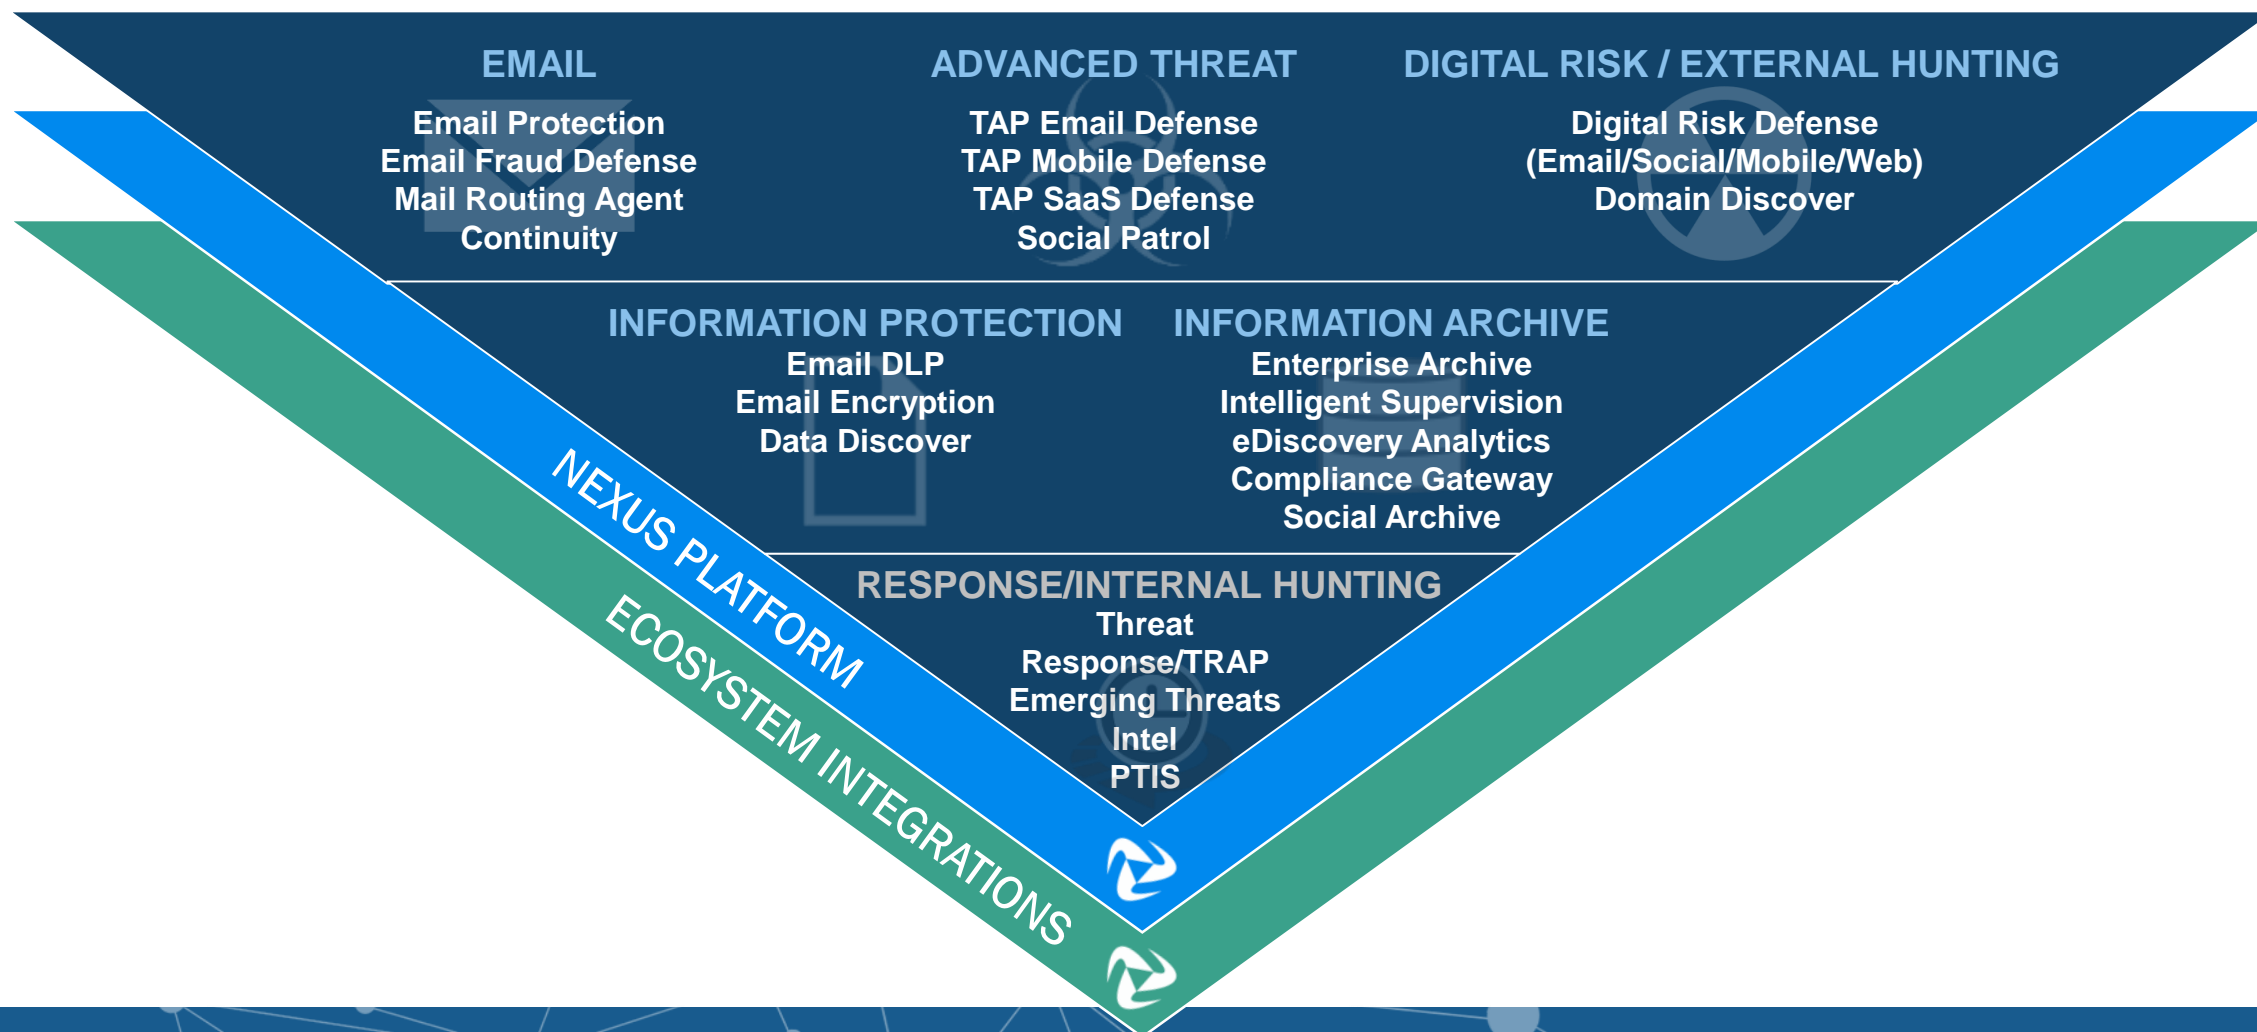 EMAIL
Email Protection
Email Fraud Defense
Mail Routing Agent
Continuity
ADVANCED THREAT
TAP Email Defense
TAP Mobile Defense
TAP SaaS Defense
Social Patrol
DIGITAL RISK / EXTERNAL HUNTING
Digital Risk Defense
(Email/Social/Mobile/Web)
Domain Discover
INFORMATION PROTECTION
Email DLP
Email Encryption
Data Discover
INFORMATION ARCHIVE
Enterprise Archive
Intelligent Supervision
eDiscovery Analytics
Compliance Gateway
Social Archive
RESPONSE/INTERNAL HUNTING
Threat
Response/TRAP
Emerging Threats
Intel
PTIS
NEXUS PLATFORM
ECOSYSTEM INTEGRATIONS